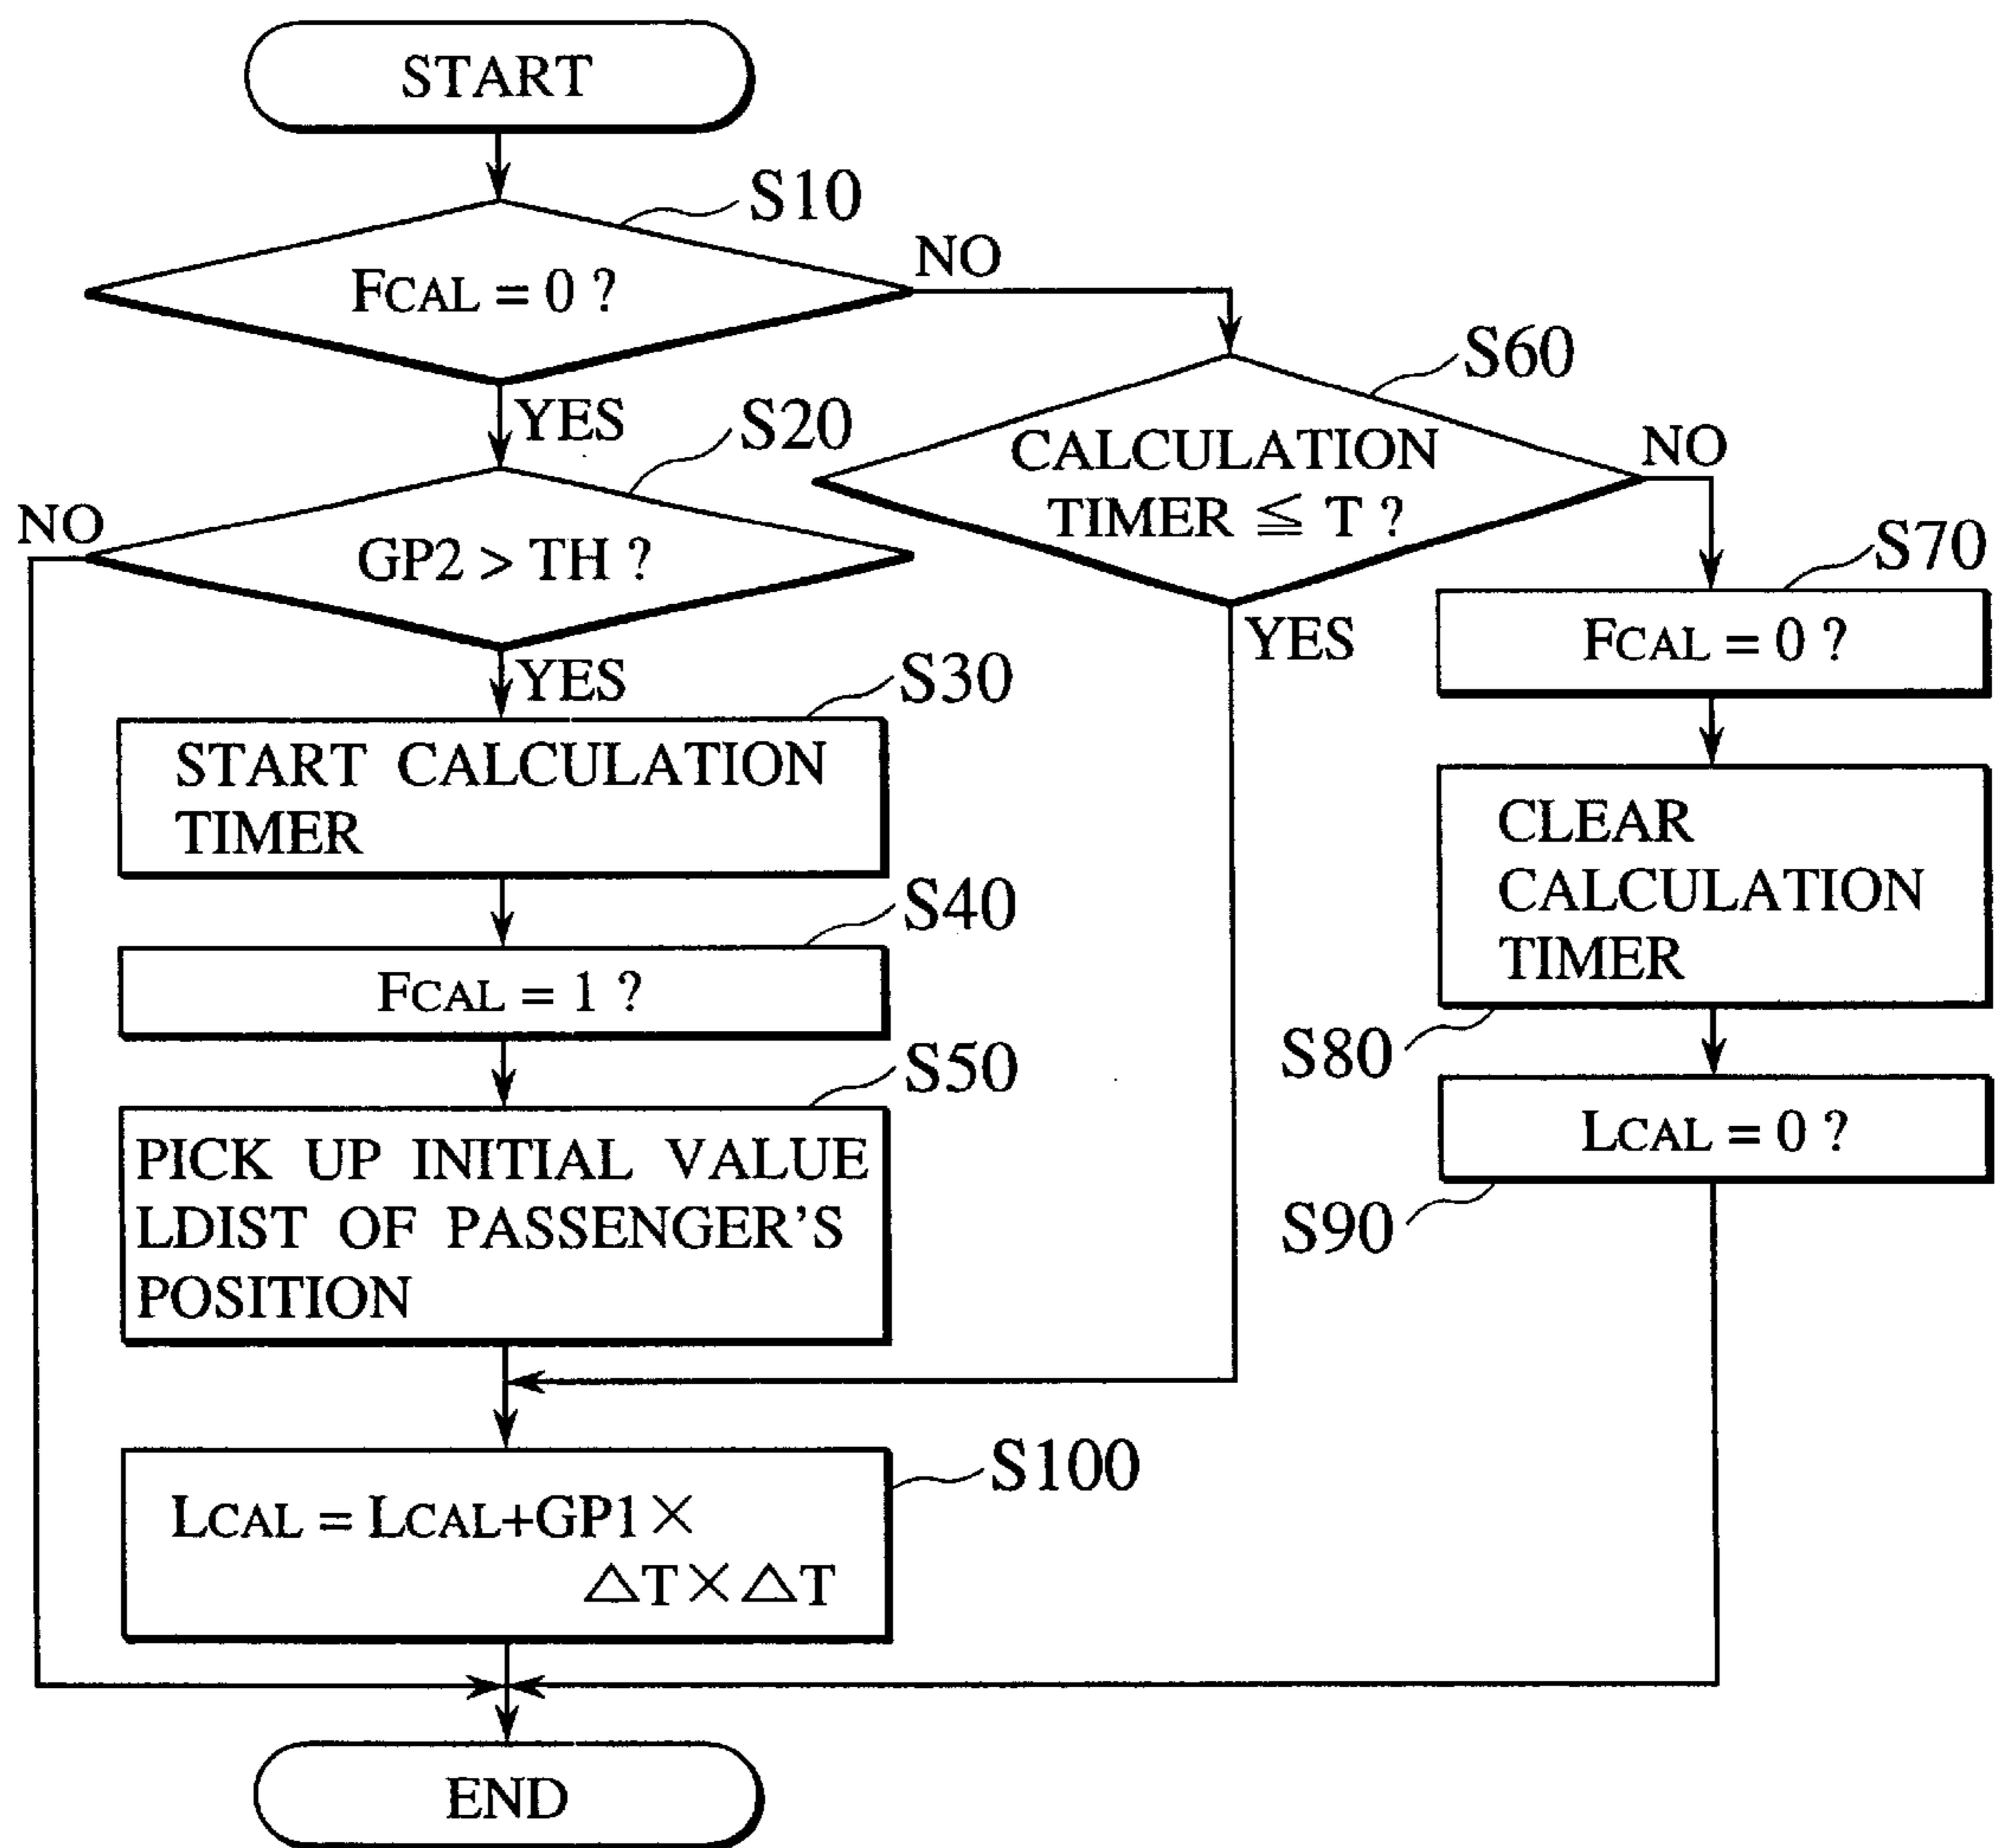 START
S10
FCAL = 0 ?
NO
YES
S20
NO
GP2 > TH ?
YES
S30
START CALCULATION
TIMER
S40
FCAL = 1 ?
S50
PICK UP INITIAL VALUE
LDIST OF PASSENGER'S
POSITION
S60
CALCULATION
TIMER ≦ T ?
NO
YES
S70
FCAL = 0 ?
CLEAR
CALCULATION
TIMER
S80
LCAL = 0 ?
S90
S100
LCAL = LCAL+GP1×
△T×△T
END